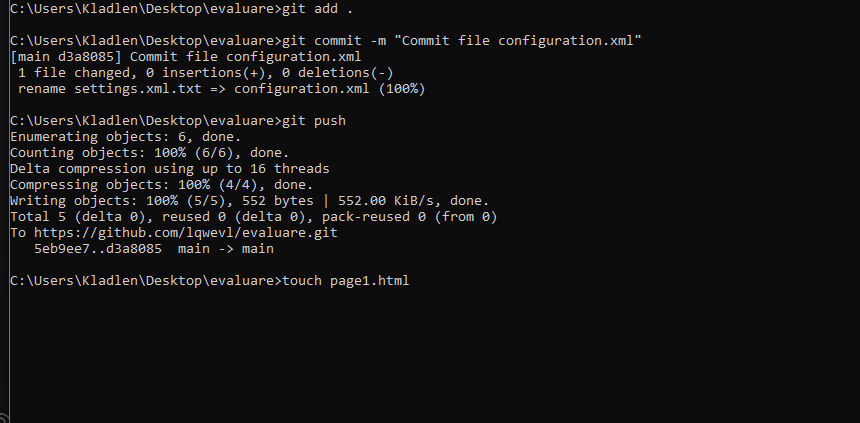 C:\Users\Kladlen\Desktop\evaluare>git add .
C:\Users\Kladlen\Desktop\evaluare>git commit -m "Commit file configuration.xml"
[main d3a8085] Commit file configuration.xml
 1 file changed, 0 insertions(+), 0 deletions(-)
 rename settings.xml.txt => configuration.xml (100%)
C:\Users\Kladlen\Desktop\evaluare>git push
Enumerating objects: 6, done.
Counting objects: 100% (6/6), done.
Delta compression using up to 16 threads
Compressing objects: 100% (4/4), done.
Writing objects: 100% (5/5), 552 bytes | 552.00 KiB/s, done.
Total 5 (delta 0), reused 0 (delta 0), pack-reused 0 (from 0)
To https://github.com/lqwevl/evaluare.git
   5eb9ee7..d3a8085  main -> main
C:\Users\Kladlen\Desktop\evaluare>touch page1.html